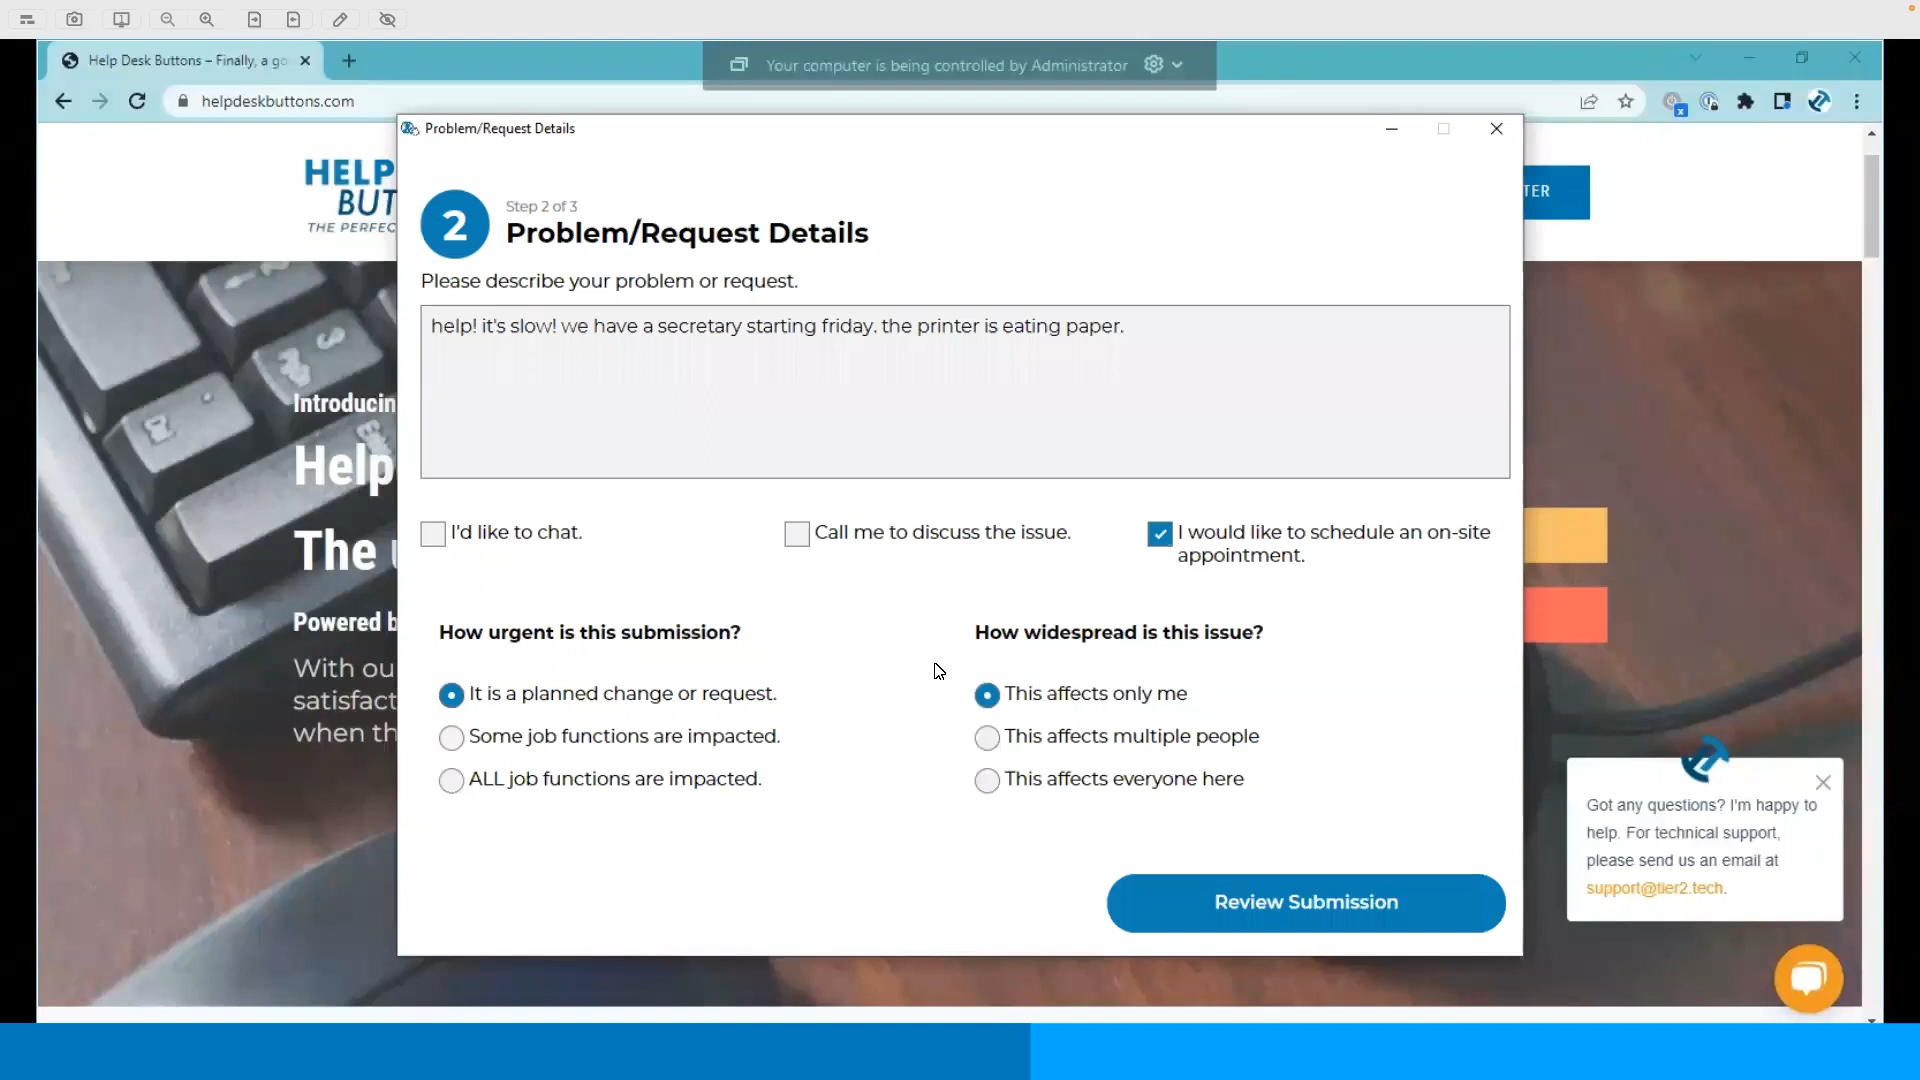 Help Desk Buttons – Finally, a go
Your computer is being controlled by Administrator
helpdeskbuttons.com
Problem/Request Details
HELP
BUT
THE PERFEC
TER
2
Step 2 of 3
Problem/Request Details
Please describe your problem or request.
help! it's slow! we have a secretary starting friday. the printer is eating paper.
I'd like to chat.
Call me to discuss the issue.
I would like to schedule an on-site
appointment.
Introducin
Help
The
Powered b
With ou
satisfact
when th
How urgent is this submission?
It is a planned change or request.
Some job functions are impacted.
ALL job functions are impacted.
How widespread is this issue?
This affects only me
This affects multiple people
This affects everyone here
Review Submission
Got any questions? I'm happy to
help. For technical support,
please send us an email at
support@tier2.tech.